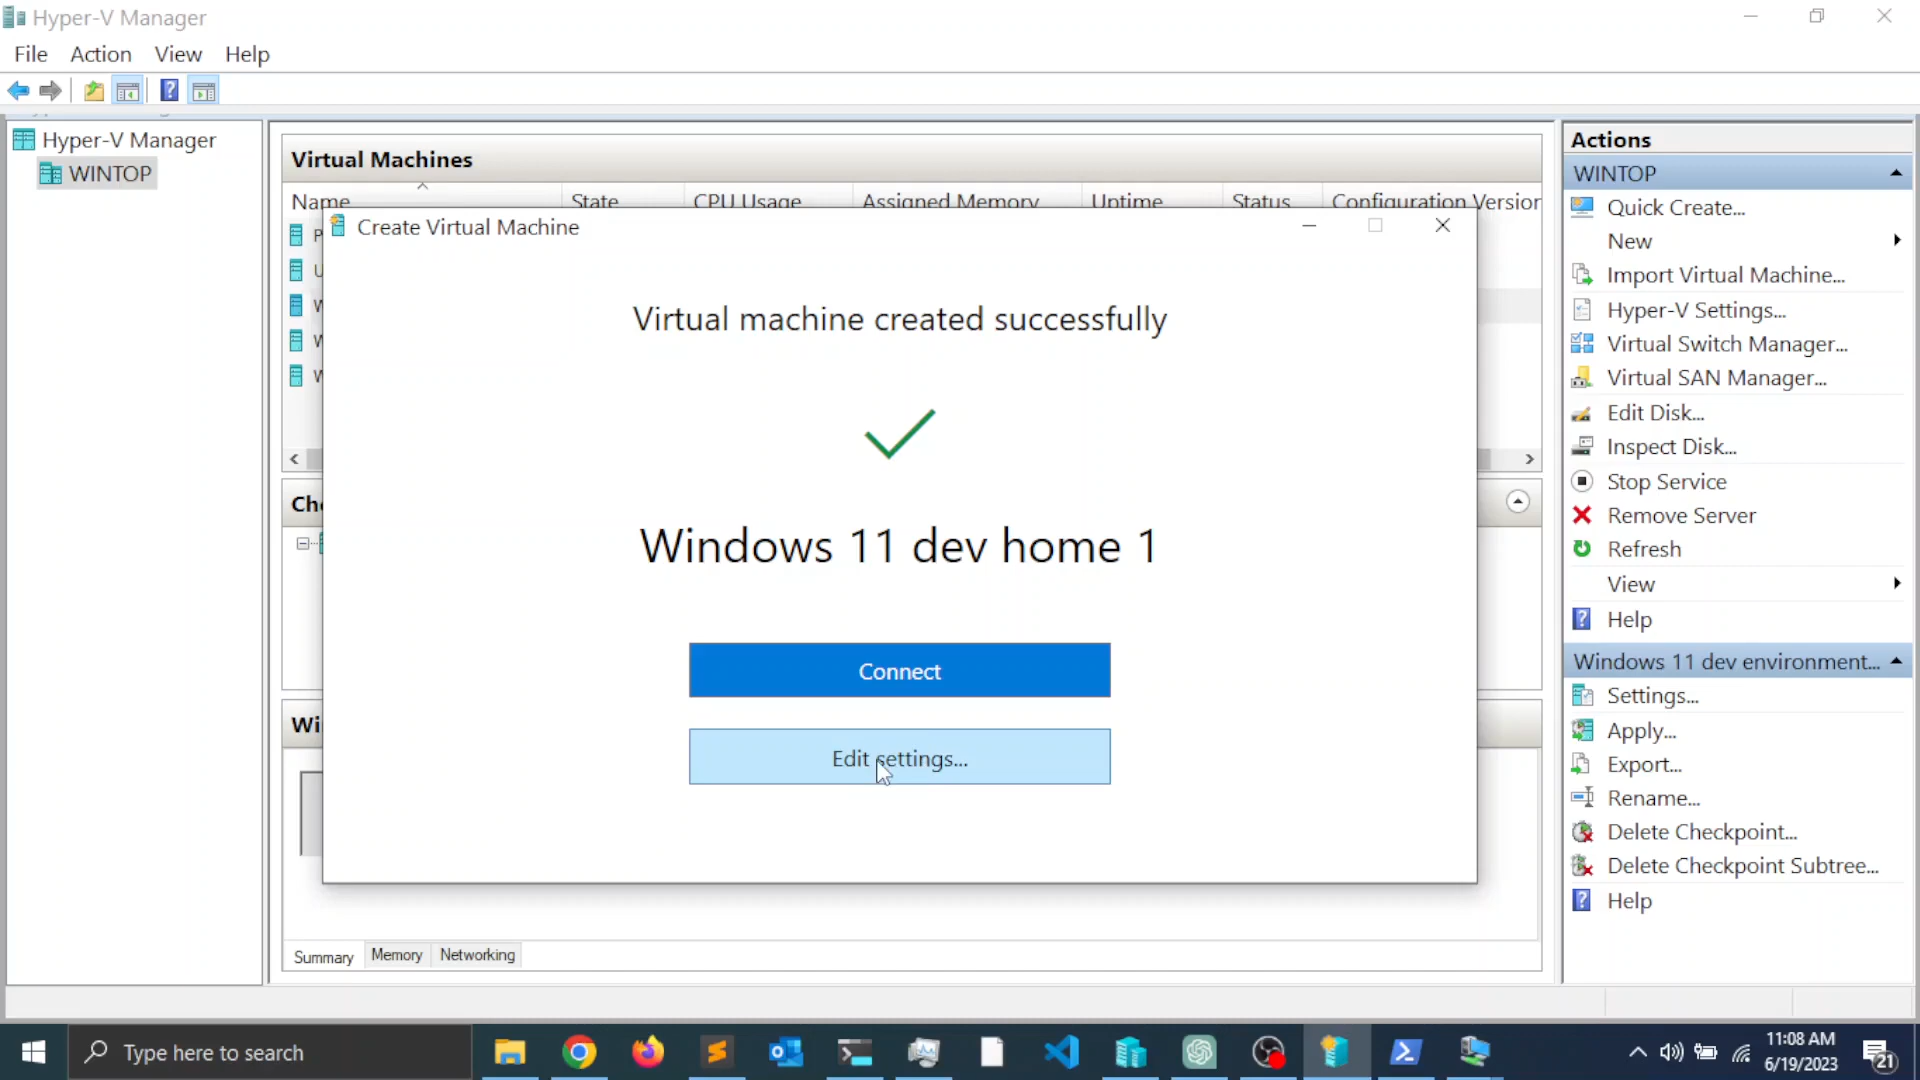 Hyper-V Manager
File Action View Help
Hyper-V Manager
WINTOP
Virtual Machines
Name State CPU Usage Assigned Memory Uptime Status Configuration Version
Create Virtual Machine
Virtual machine created successfully
Windows 11 dev home 1
Connect
Edit settings...
Summary Memory Networking
Actions
WINTOP
Quick Create...
New
Import Virtual Machine...
Hyper-V Settings...
Virtual Switch Manager...
Virtual SAN Manager...
Edit Disk...
Inspect Disk...
Stop Service
Remove Server
Refresh
View
Help
Windows 11 dev environment...
Settings...
Apply...
Export...
Rename...
Delete Checkpoint...
Delete Checkpoint Subtree...
Help
Type here to search
11:08 AM
6/19/2023
21